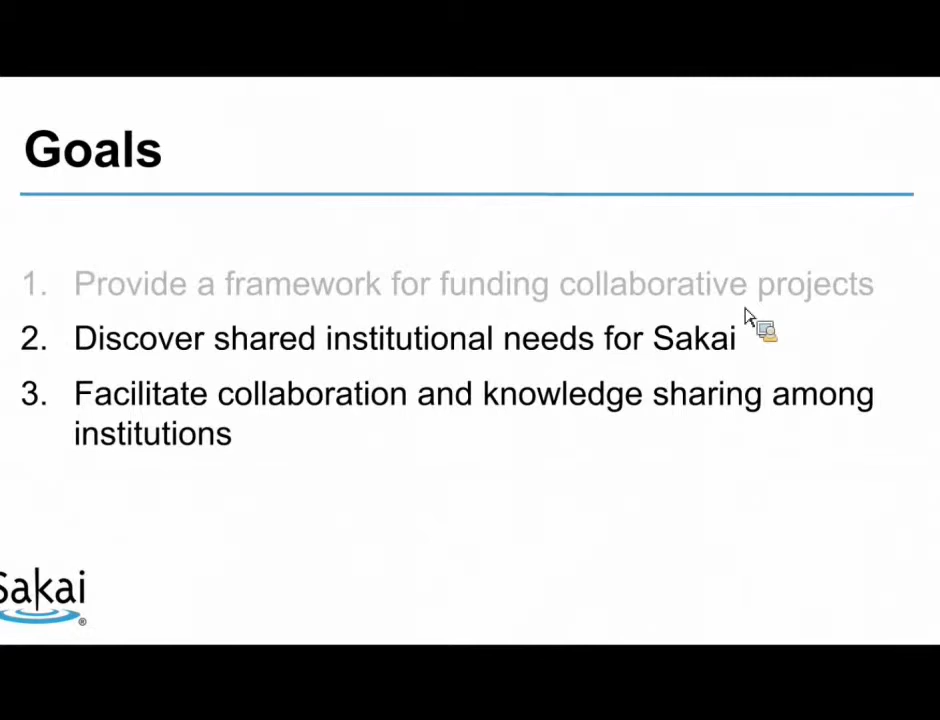 Goals
1. Provide a framework for funding collaborative projects
2. Discover shared institutional needs for Sakai
3. Facilitate collaboration and knowledge sharing among
institutions
Sakai
®